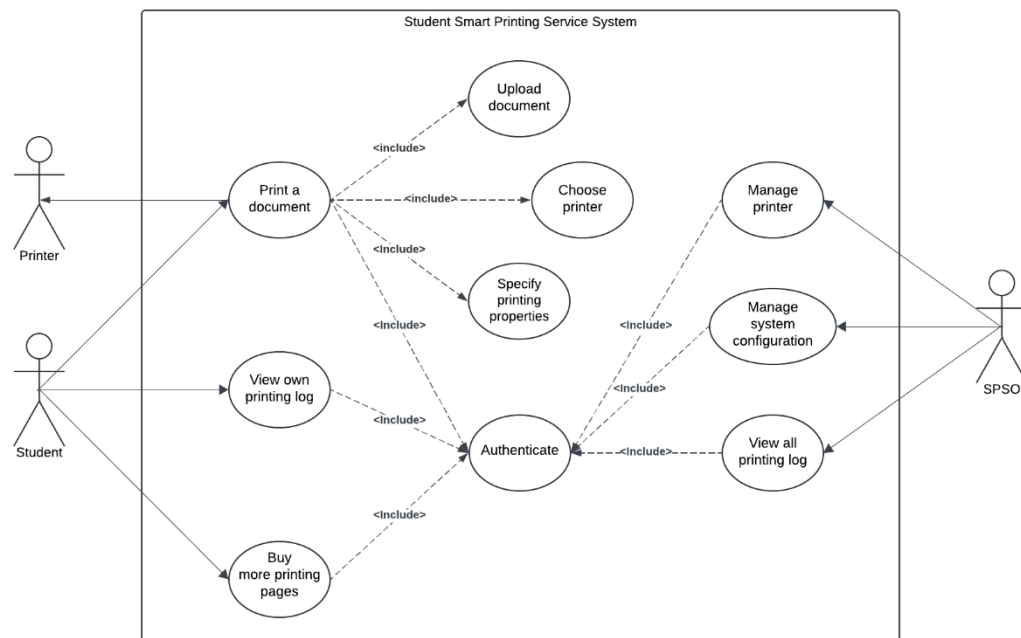 Student Smart Printing Service System
Upload
document
<include>
Print a
document
<include>
Choose
printer
Manage
printer
Printer
<Include>
Specify
printing
properties
<Include>
<Include>
Manage
system
configuration
SPSO
Student
View own
printing log
<Include>
<Include>
Authenticate
<Include>
View all
printing log
<Include>
Buy
more printing
pages